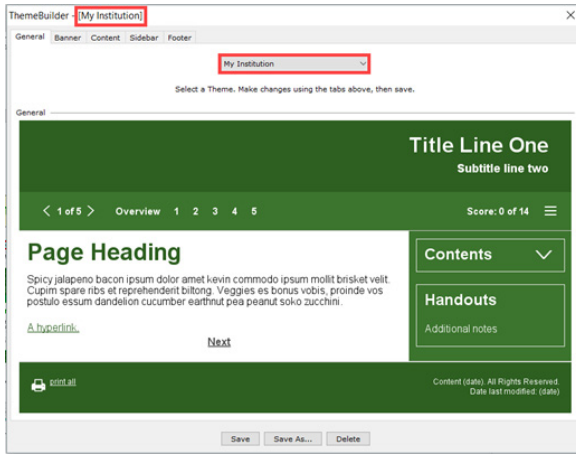 ThemeBuilder - [My Institution]
General Banner Content Sidebar Footer
My Institution
Select a Theme. Make changes using the tabs above, then save.
General
Title Line One
Subtitle line two
1 of 5 Overview 1 2 3 4 5 Score: 0 of 14
Page Heading
Spicy jalapeno bacon ipsum dolor amet kevin commodo ipsum mollit brisket velit.
Cupim spare ribs et reprehenderit biltong. Veggies es bonus vobis, proinde vos
postulo essum dandelion cucumber earthnut pea peanut soko zucchini.
A hyperlink.
Next
Contents
Handouts
Additional notes
print all
Content (date). All Rights Reserved.
Date last modified: (date)
Save Save As... Delete